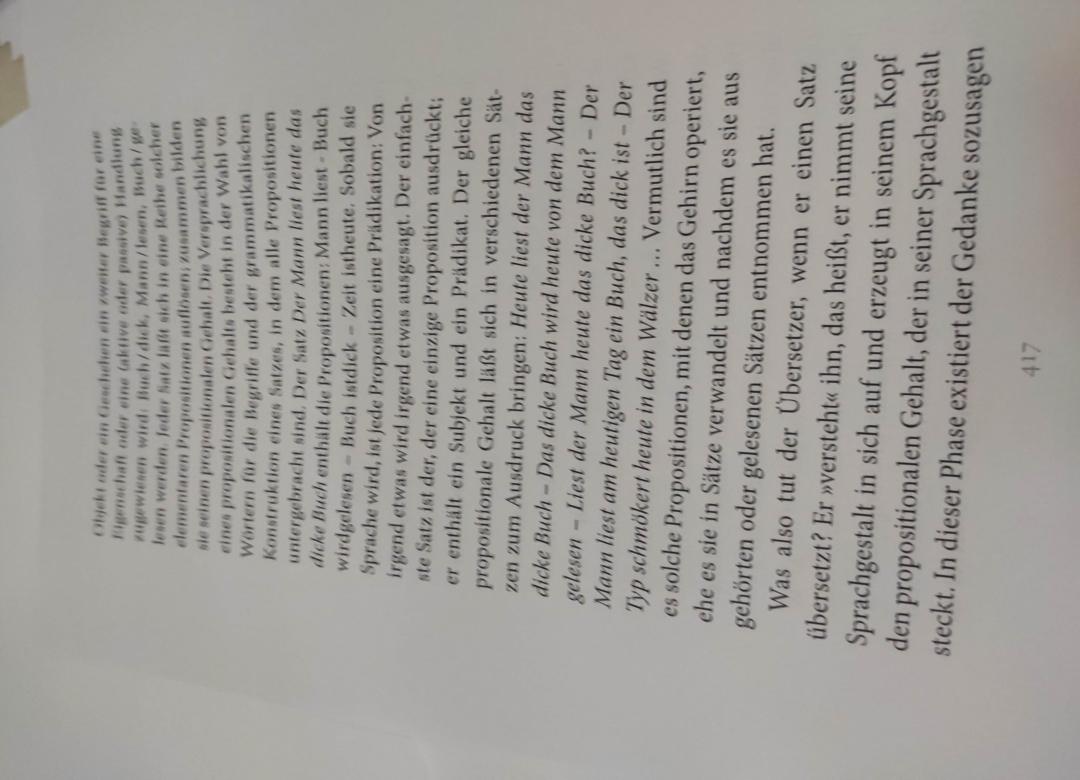 Objekt oder ein Geschehen ein zweiter Begriff für eine
Eigenschaft oder eine (aktive oder passive) Handlung
zugewiesen wird: Buch / dick, Mann / lesen, Buch / ge-
lesen werden. Jeder Satz läßt sich in eine Reihe solcher
elementaren Propositionen auflösen; zusammen bilden
sie seinen propositionalen Gehalt. Die Versprachlichung
eines propositionalen Gehalts besteht in der Wahl von
Wörtern für die Begriffe und der grammatikalischen
Konstruktion eines Satzes, in dem alle Propositionen
untergebracht sind. Der Satz Der Mann liest heute das
dicke Buch enthält die Propositionen: Mann liest - Buch
wirdgelesen – Buch istdick – Zeit istheute. Sobald sie
Sprache wird, ist jede Proposition eine Prädikation: Von
irgend etwas wird irgend etwas ausgesagt. Der einfach-
ste Satz ist der, der eine einzige Proposition ausdrückt;
er enthält ein Subjekt und ein Prädikat. Der gleiche
propositionale Gehalt läßt sich in verschiedenen Sät-
zen zum Ausdruck bringen: Heute liest der Mann das
dicke Buch – Das dicke Buch wird heute von dem Mann
gelesen – Liest der Mann heute das dicke Buch? – Der
Mann liest am heutigen Tag ein Buch, das dick ist – Der
Typ schmökert heute in dem Wälzer ... Vermutlich sind
es solche Propositionen, mit denen das Gehirn operiert,
ehe es sie in Sätze verwandelt und nachdem es sie aus
gehörten oder gelesenen Sätzen entnommen hat.
Was also tut der Übersetzer, wenn er einen Satz
übersetzt? Er »versteht« ihn, das heißt, er nimmt seine
Sprachgestalt in sich auf und erzeugt in seinem Kopf
den propositionalen Gehalt, der in seiner Sprachgestalt
steckt. In dieser Phase existiert der Gedanke sozusagen
417